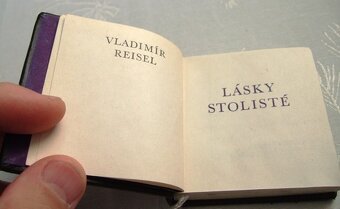 VLADIMÍR
REISEL
LÁSKY
STOLISTÉ